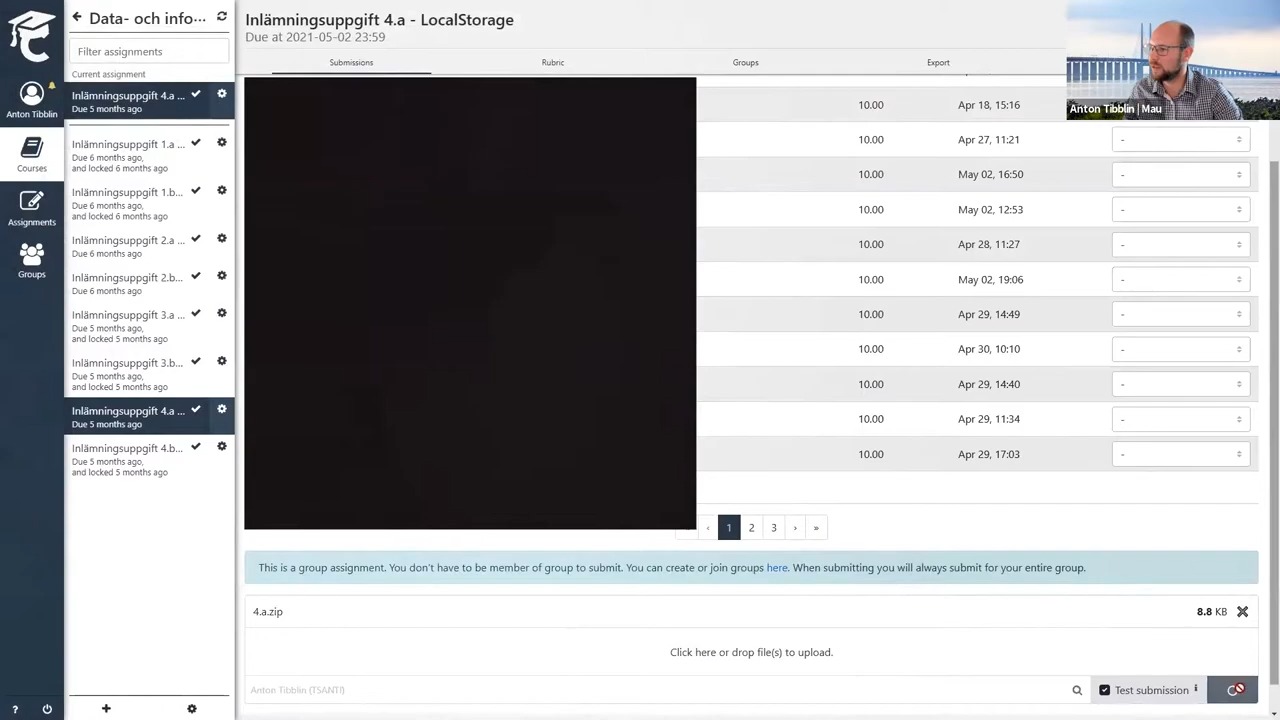 Data- och info...
Filter assignments
Current assignment
Inlämningsuppgift 4.a ...
Due 5 months ago
Inlämningsuppgift 1.a ...
Due 6 months ago,
and locked 6 months ago
Inlämningsuppgift 1.b...
Due 6 months ago,
and locked 6 months ago
Inlämningsuppgift 2.a ...
Due 6 months ago
Inlämningsuppgift 2.b...
Due 6 months ago
Inlämningsuppgift 3.a ...
Due 5 months ago,
and locked 5 months ago
Inlämningsuppgift 3.b...
Due 5 months ago,
and locked 5 months ago
Inlämningsuppgift 4.a ...
Due 5 months ago
Inlämningsuppgift 4.b...
Due 5 months ago,
and locked 5 months ago
Anton Tibblin
Courses
Assignments
Groups
?
Inlämningsuppgift 4.a - LocalStorage
Due at 2021-05-02 23:59
Submissions Rubric Groups Export
Anton Tibblin | Mau
10.00 Apr 18, 15:16
10.00 Apr 27, 11:21 -
10.00 May 02, 16:50 -
10.00 May 02, 12:53 -
10.00 Apr 28, 11:27 -
10.00 May 02, 19:06 -
10.00 Apr 29, 14:49 -
10.00 Apr 30, 10:10 -
10.00 Apr 29, 14:40 -
10.00 Apr 29, 11:34 -
10.00 Apr 29, 17:03 -
‹ 1 2 3 › »
This is a group assignment. You don't have to be member of group to submit. You can create or join groups here. When submitting you will always submit for your entire group.
4.a.zip 8.8 KB
Click here or drop file(s) to upload.
Anton Tibblin (TSANTI) Test submission i